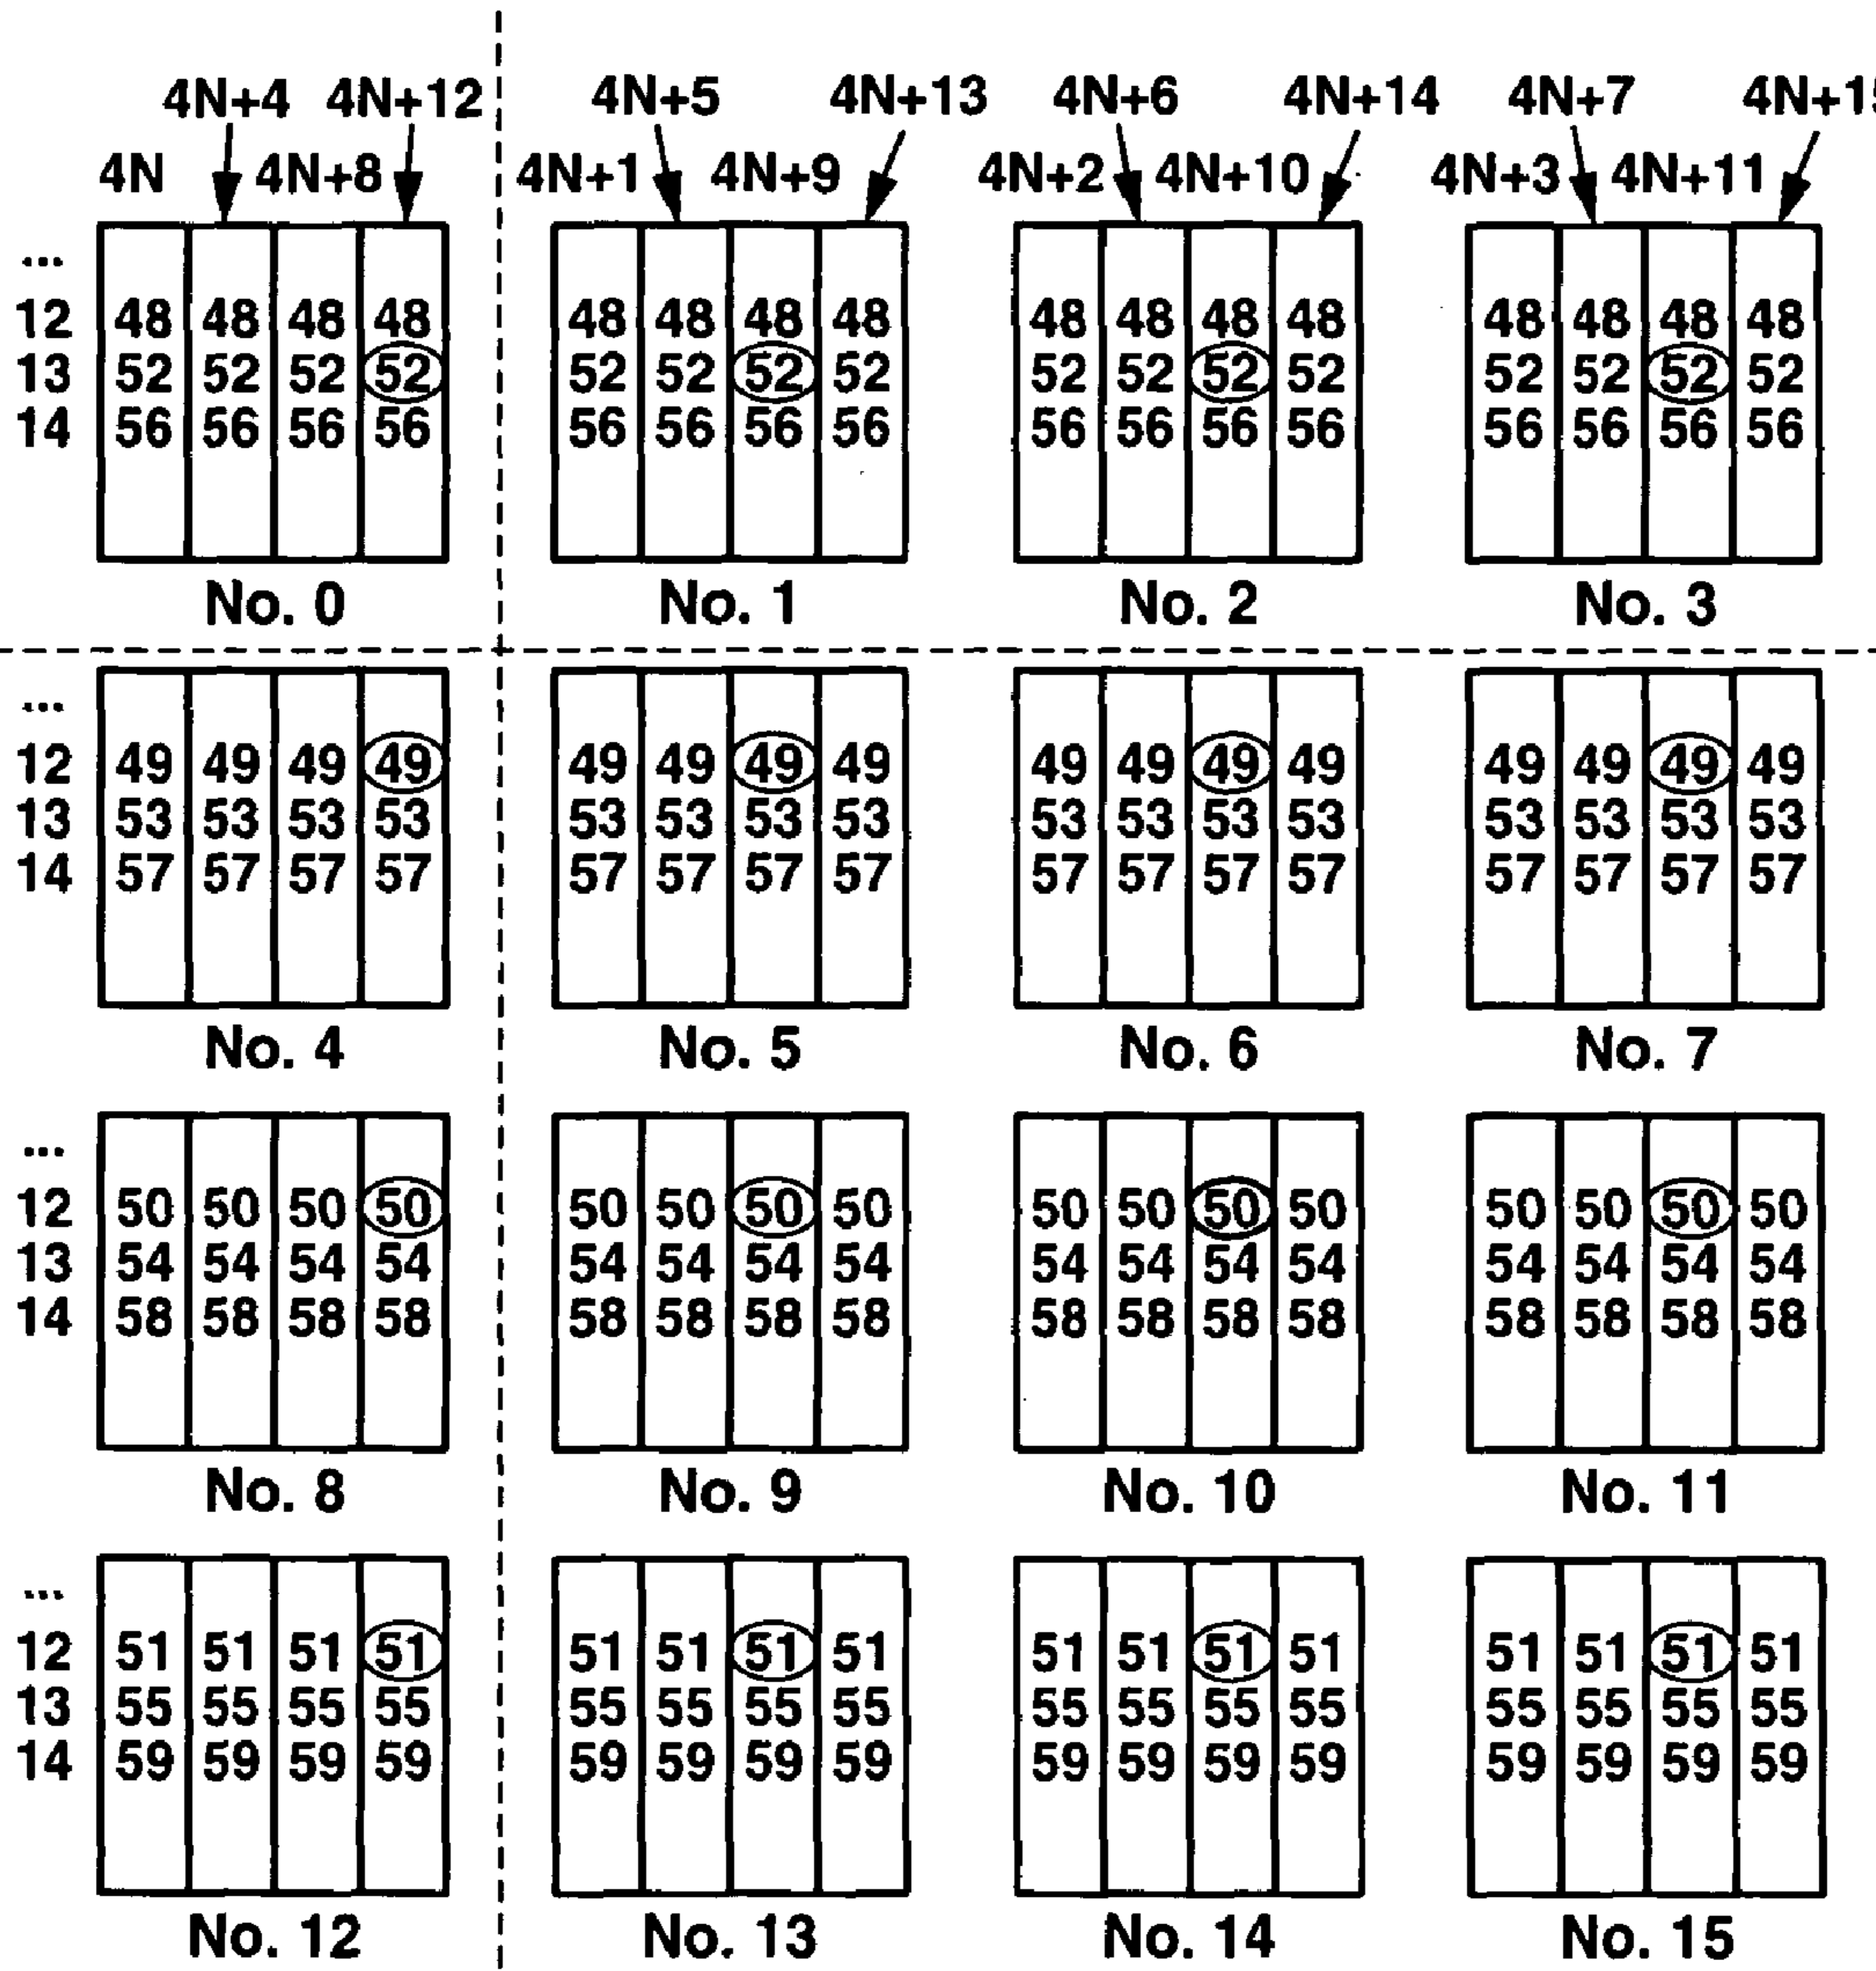 4N+4 4N+12 4N+5 4N+13 4N+6 4N+14 4N+7 4N+15
4N 4N+8 4N+1 4N+9 4N+2 4N+10 4N+3 4N+11
...
12 48 48 48 48 48 48 48 48 48 48 48 48 48 48 48 48
13 52 52 52 52 52 52 52 52 52 52 52 52 52 52 52 52
14 56 56 56 56 56 56 56 56 56 56 56 56 56 56 56 56
No. 0 No. 1 No. 2 No. 3
...
12 49 49 49 49 49 49 49 49 49 49 49 49 49 49 49 49
13 53 53 53 53 53 53 53 53 53 53 53 53 53 53 53 53
14 57 57 57 57 57 57 57 57 57 57 57 57 57 57 57 57
No. 4 No. 5 No. 6 No. 7
...
12 50 50 50 50 50 50 50 50 50 50 50 50 50 50 50 50
13 54 54 54 54 54 54 54 54 54 54 54 54 54 54 54 54
14 58 58 58 58 58 58 58 58 58 58 58 58 58 58 58 58
No. 8 No. 9 No. 10 No. 11
...
12 51 51 51 51 51 51 51 51 51 51 51 51 51 51 51 51
13 55 55 55 55 55 55 55 55 55 55 55 55 55 55 55 55
14 59 59 59 59 59 59 59 59 59 59 59 59 59 59 59 59
No. 12 No. 13 No. 14 No. 15